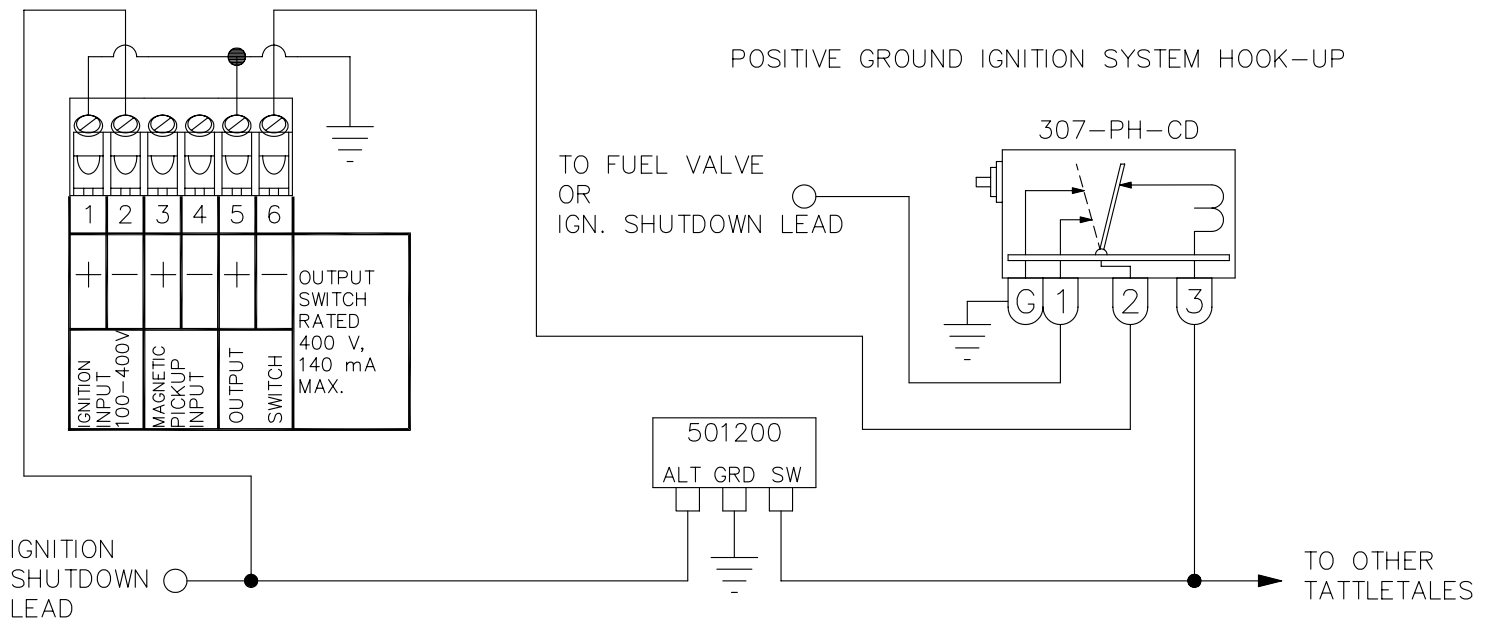 POSITIVE GROUND IGNITION SYSTEM HOOK-UP
307-PH-CD
TO FUEL VALVE
OR
IGN. SHUTDOWN LEAD
1 2 3 4 5 6
+ - + - + -
OUTPUT
SWITCH
RATED
400 V,
140 mA
MAX.
IGNITION
INPUT
100-400V
MAGNETIC
PICKUP
INPUT
OUTPUT
SWITCH
G 1 2 3
501200
ALT GRD SW
IGNITION
SHUTDOWN
LEAD
TO OTHER
TATTLETALES